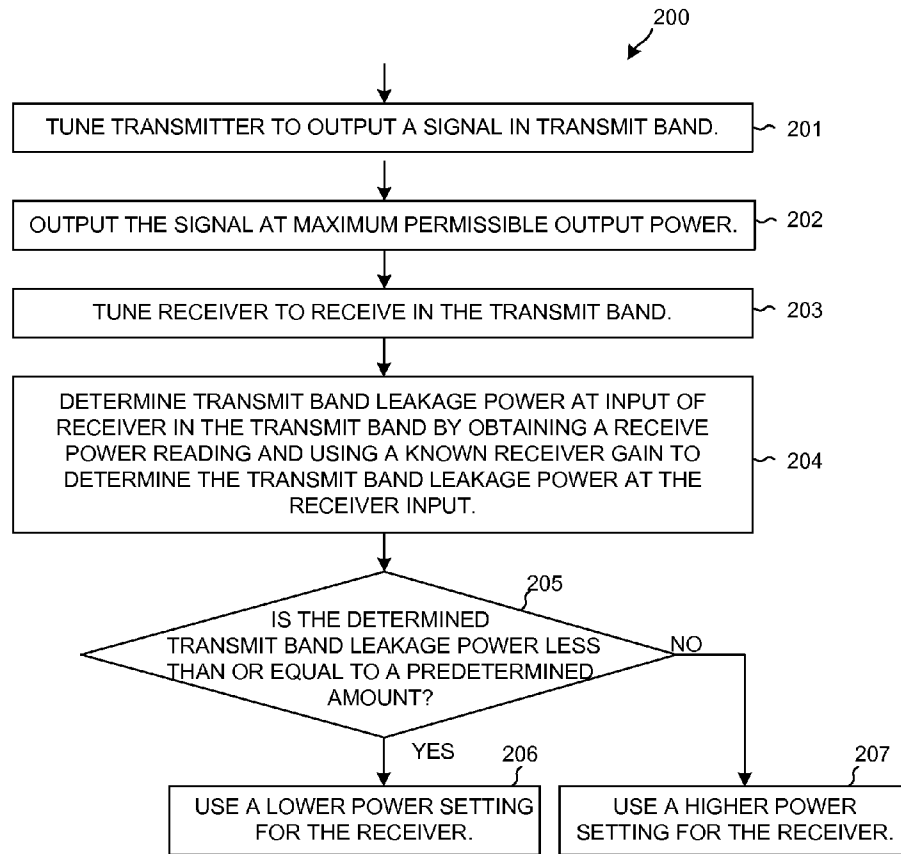 200
TUNE TRANSMITTER TO OUTPUT A SIGNAL IN TRANSMIT BAND.
201
OUTPUT THE SIGNAL AT MAXIMUM PERMISSIBLE OUTPUT POWER.
202
TUNE RECEIVER TO RECEIVE IN THE TRANSMIT BAND.
203
DETERMINE TRANSMIT BAND LEAKAGE POWER AT INPUT OF
RECEIVER IN THE TRANSMIT BAND BY OBTAINING A RECEIVE
POWER READING AND USING A KNOWN RECEIVER GAIN TO
DETERMINE THE TRANSMIT BAND LEAKAGE POWER AT THE
RECEIVER INPUT.
204
205
IS THE DETERMINED
TRANSMIT BAND LEAKAGE POWER LESS
THAN OR EQUAL TO A PREDETERMINED
AMOUNT?
NO
YES
206
USE A LOWER POWER SETTING
FOR THE RECEIVER.
207
USE A HIGHER POWER
SETTING FOR THE RECEIVER.